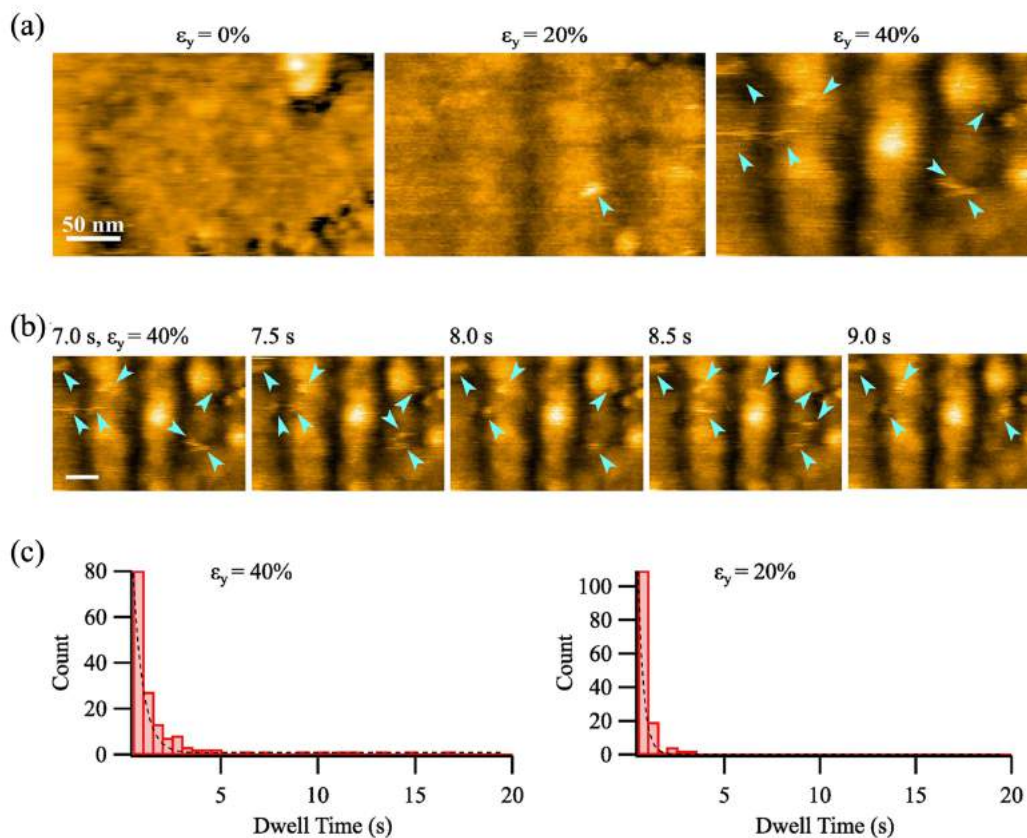 (a)
εy = 0% εy = 20% εy = 40%
50 nm
(b)
7.0 s, εy = 40% 7.5 s 8.0 s 8.5 s 9.0 s
(c)
εy = 40% εy = 20%
80
60
40
20
0
Count
5 10 15 20
Dwell Time (s)
100
80
60
40
20
0
Count
5 10 15 20
Dwell Time (s)